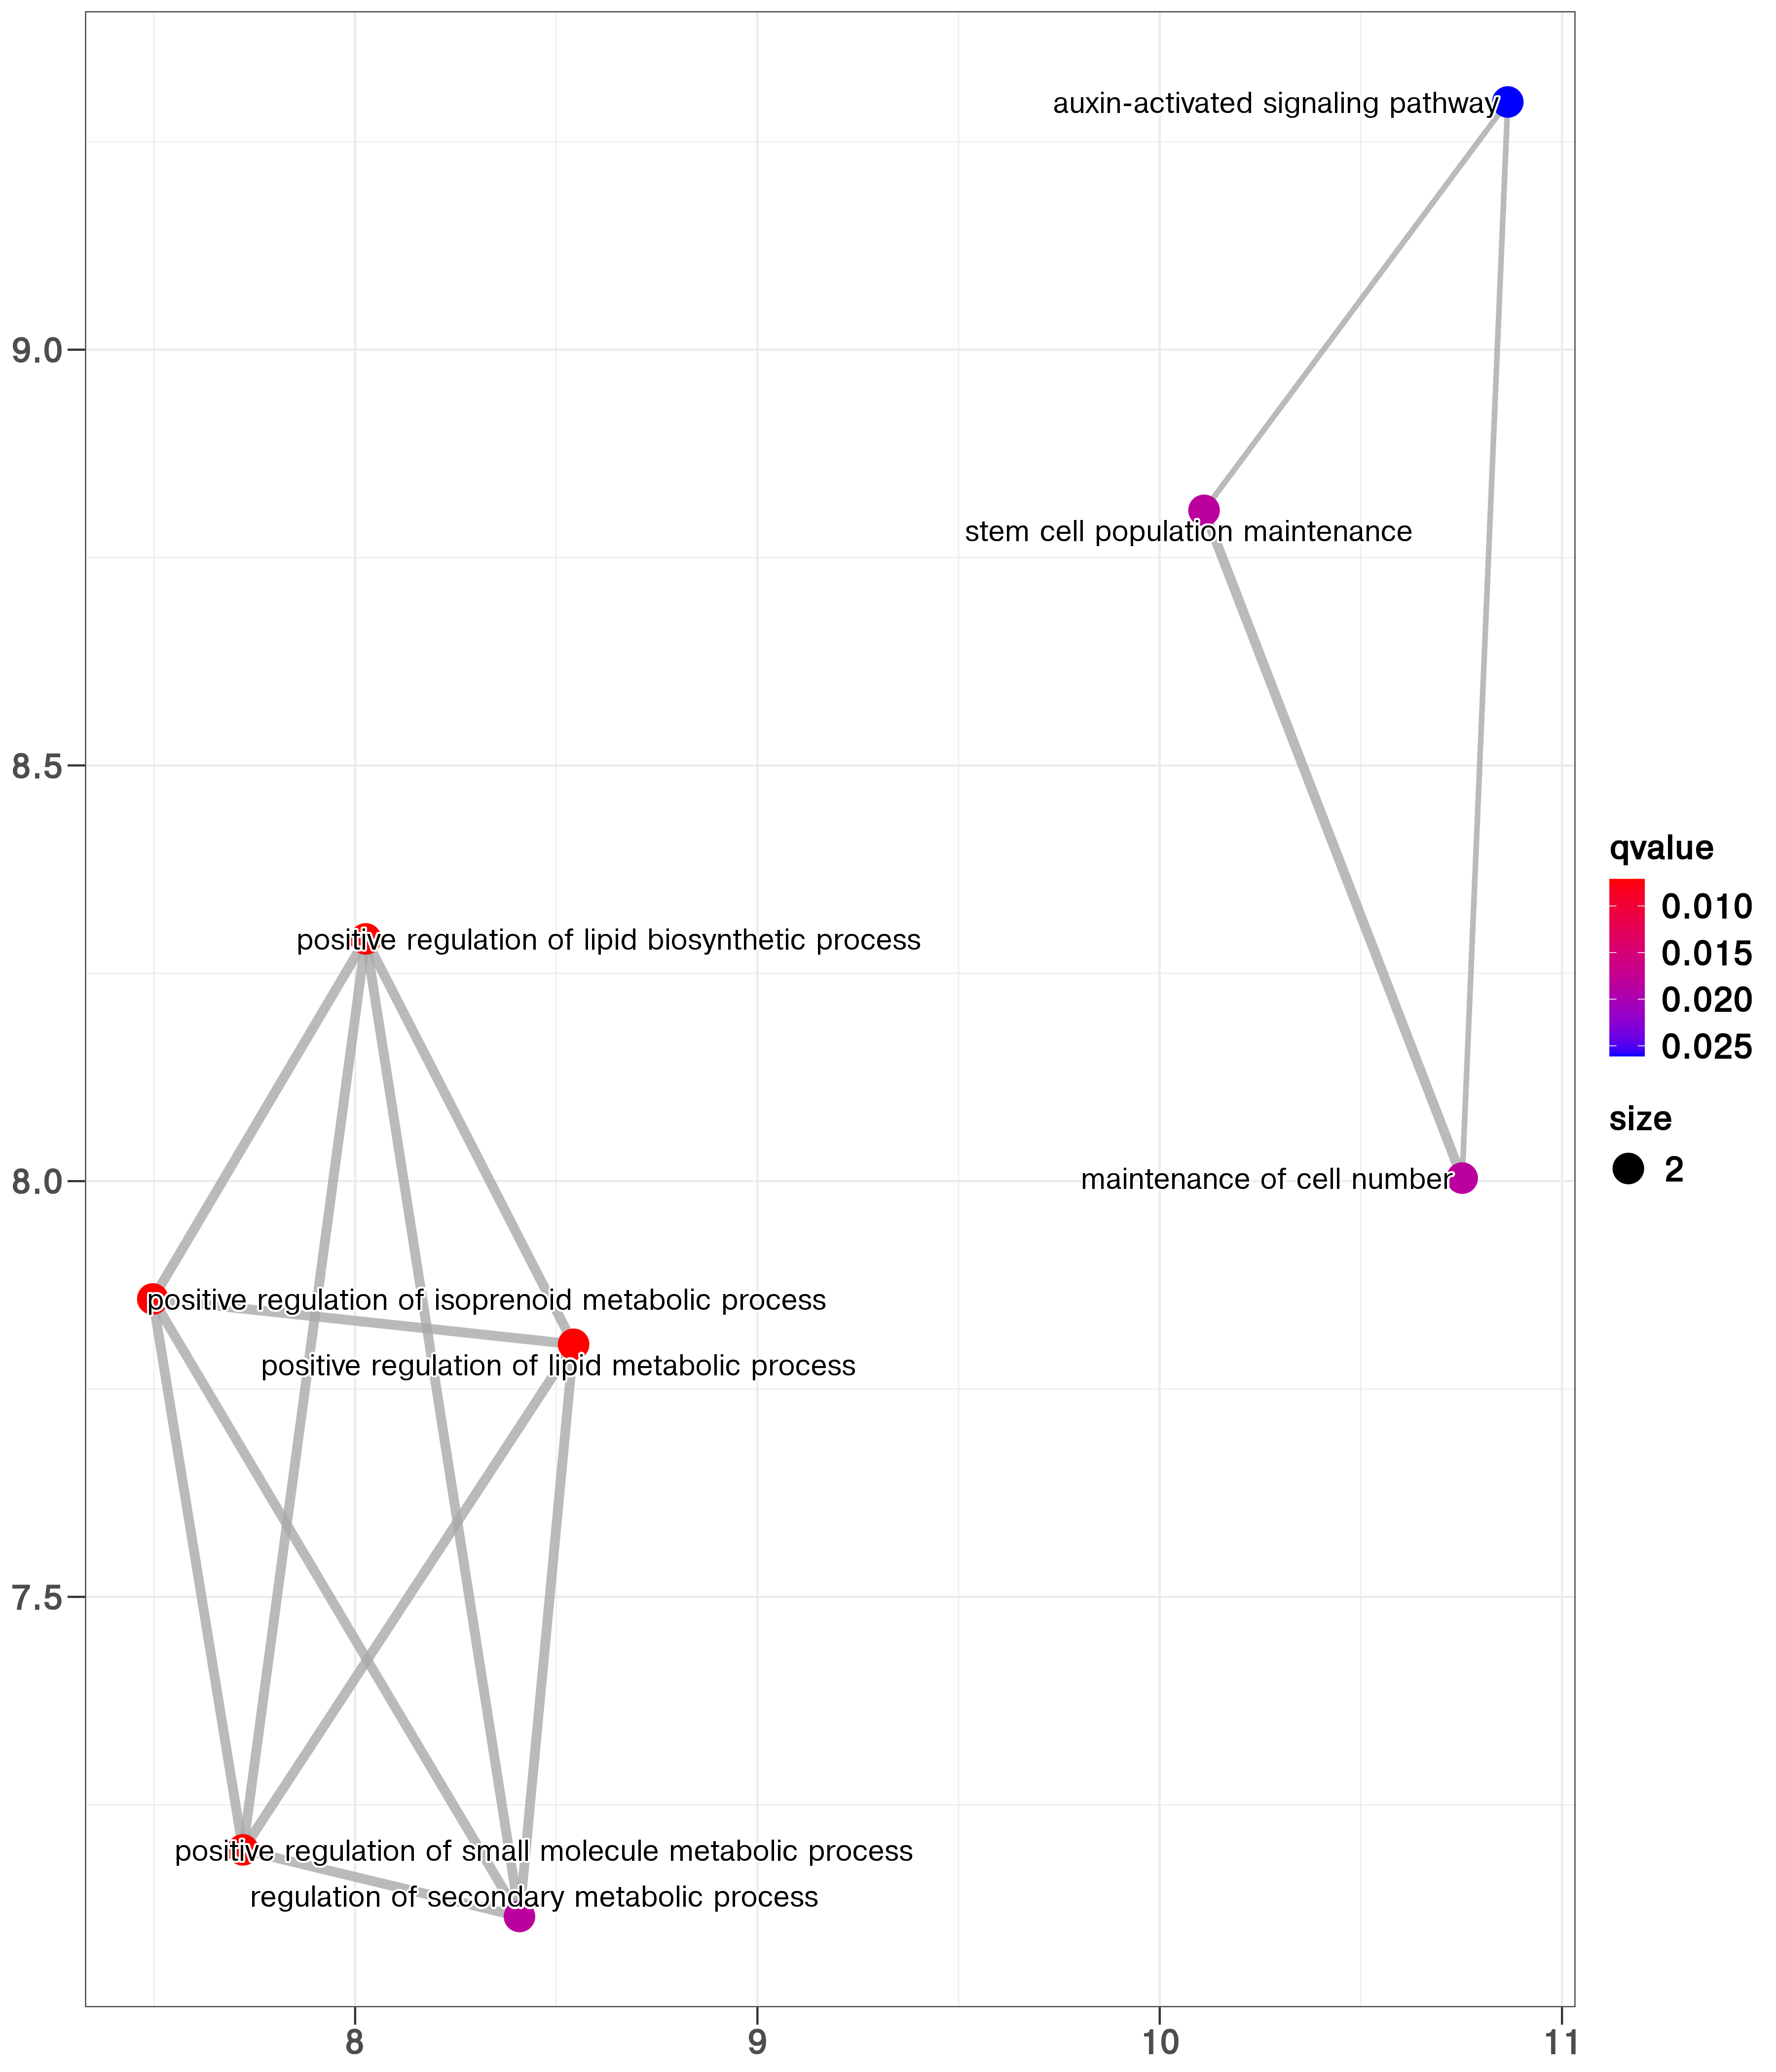 auxin-activated signaling pathway
9.0
stem cell population maintenance
8.5
qvalue
0.010
0.015
0.020
0.025
positive regulation of lipid biosynthetic process
size
2
8.0
maintenance of cell number
positive regulation of isoprenoid metabolic process
positive regulation of lipid metabolic process
7.5
positive regulation of small molecule metabolic process
regulation of secondary metabolic process
8
9
10
11